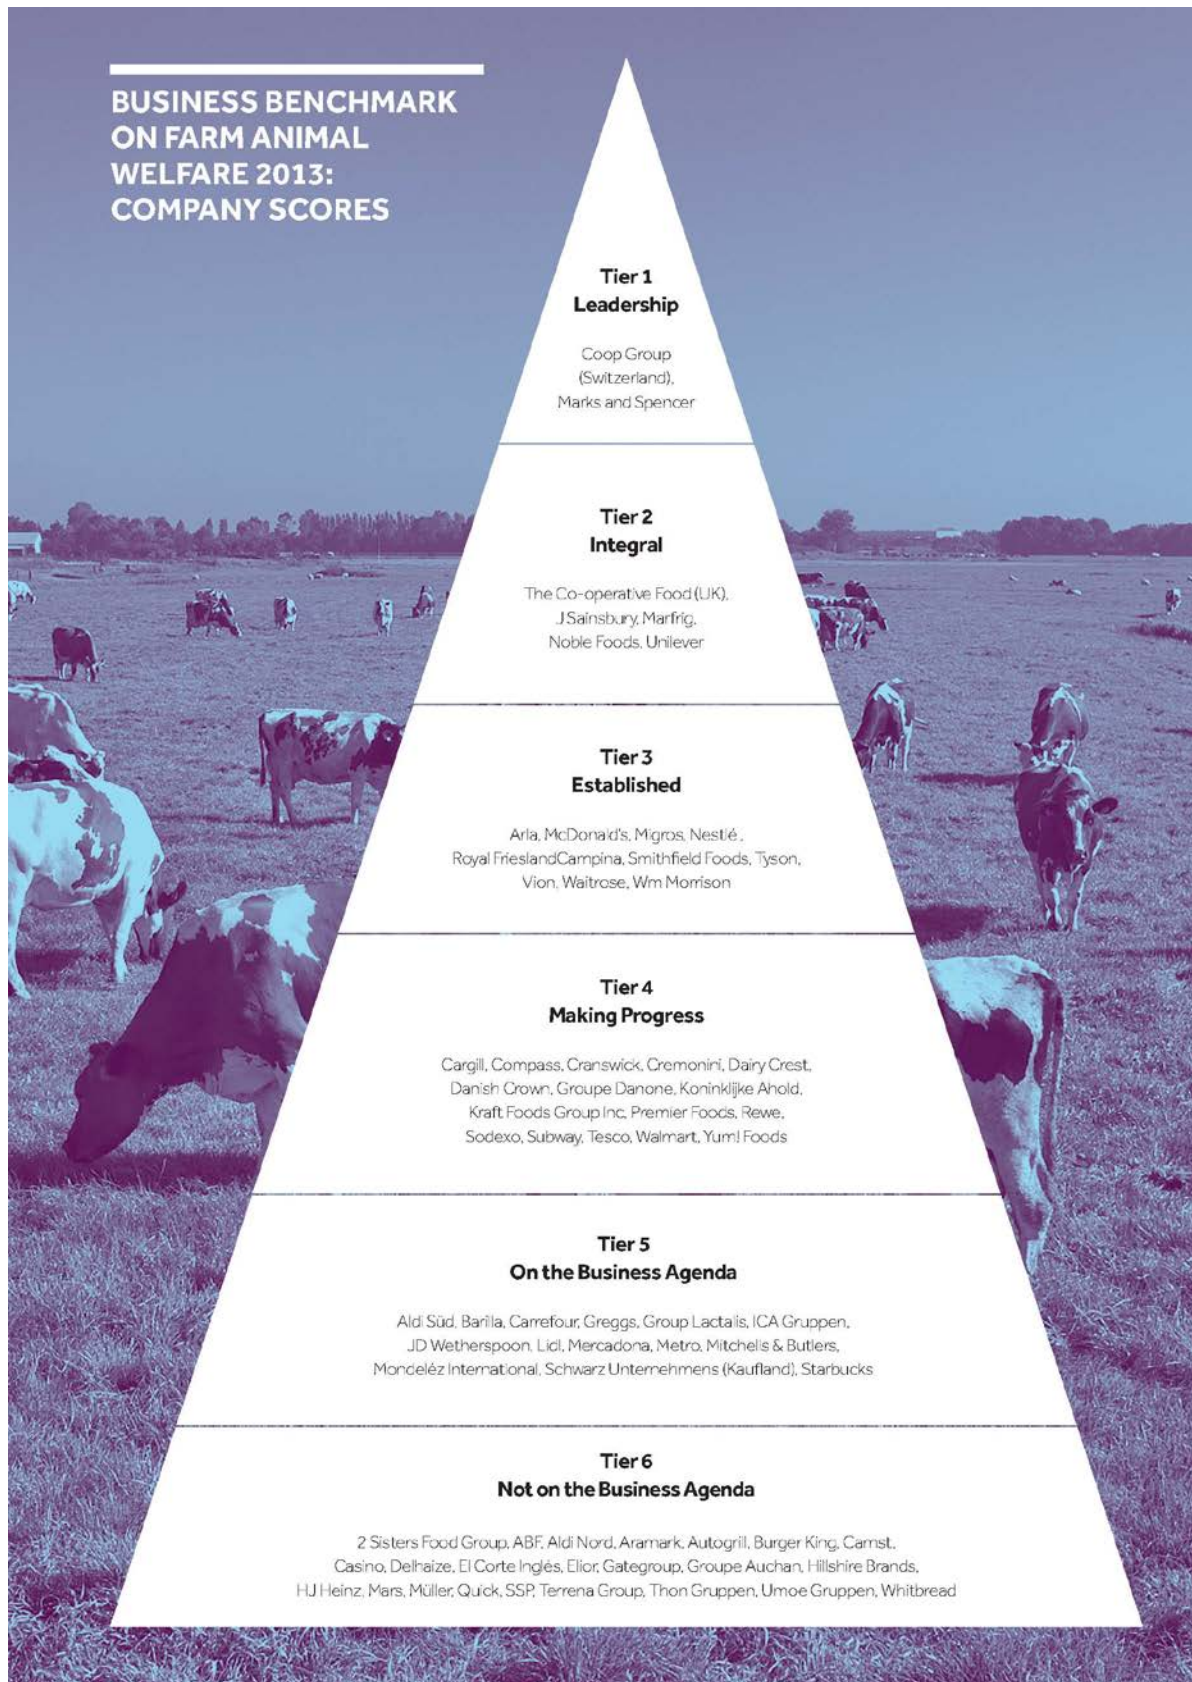 BUSINESS BENCHMARK
ON FARM ANIMAL
WELFARE 2013:
COMPANY SCORES
Tier 1
Leadership
Coop Group
(Switzerland),
Marks and Spencer
Tier 2
Integral
The Co-operative Food (UK),
J Sainsbury, Marfrig,
Noble Foods, Unilever
Tier 3
Established
Arla, McDonald's, Migros, Nestlé,
Royal FrieslandCampina, Smithfield Foods, Tyson,
Vion, Waitrose, Wm Morrison
Tier 4
Making Progress
Cargill, Compass, Cranswick, Cremonini, Dairy Crest,
Danish Crown, Groupe Danone, Koninklijke Ahold,
Kraft Foods Group Inc, Premier Foods, Rewe,
Sodexo, Subway, Tesco, Walmart, Yum! Foods
Tier 5
On the Business Agenda
Aldi Süd, Barilla, Carrefour, Greggs, Group Lactalis, ICA Gruppen,
JD Wetherspoon, Lidl, Mercadona, Metro, Mitchells & Butlers,
Mondeléz International, Schwarz Unternehmens (Kaufland), Starbucks
Tier 6
Not on the Business Agenda
2 Sisters Food Group, ABF, Aldi Nord, Aramark, Autogrill, Burger King, Camst,
Casino, Delhaize, El Corte Inglés, Elior, Gategroup, Groupe Auchan, Hillshire Brands,
HJ Heinz, Mars, Müller, Quick, SSP, Terrena Group, Thon Gruppen, Umoe Gruppen, Whitbread